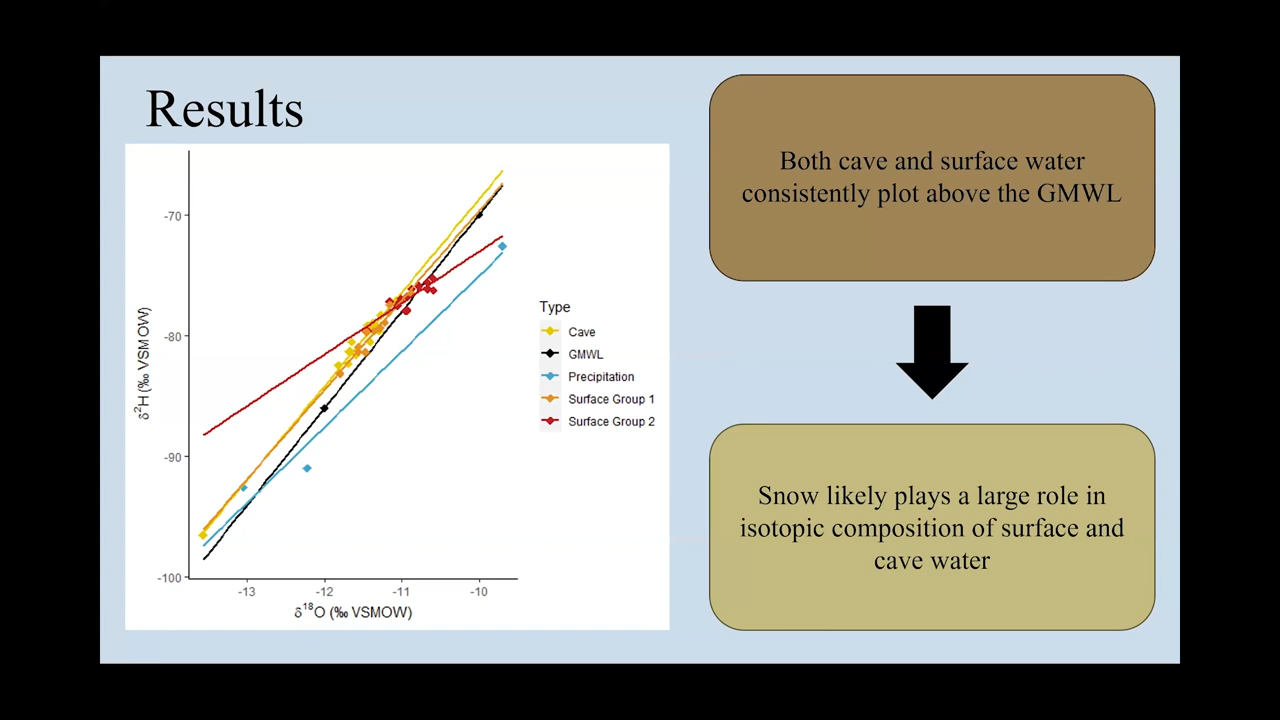 Results
Both cave and surface water
consistently plot above the GMWL
Snow likely plays a large role in
isotopic composition of surface and
cave water
-70
-80
-90
-100
δ²H (‰ VSMOW)
-13
-12
-11
-10
δ¹⁸O (‰ VSMOW)
Type
Cave
GMWL
Precipitation
Surface Group 1
Surface Group 2